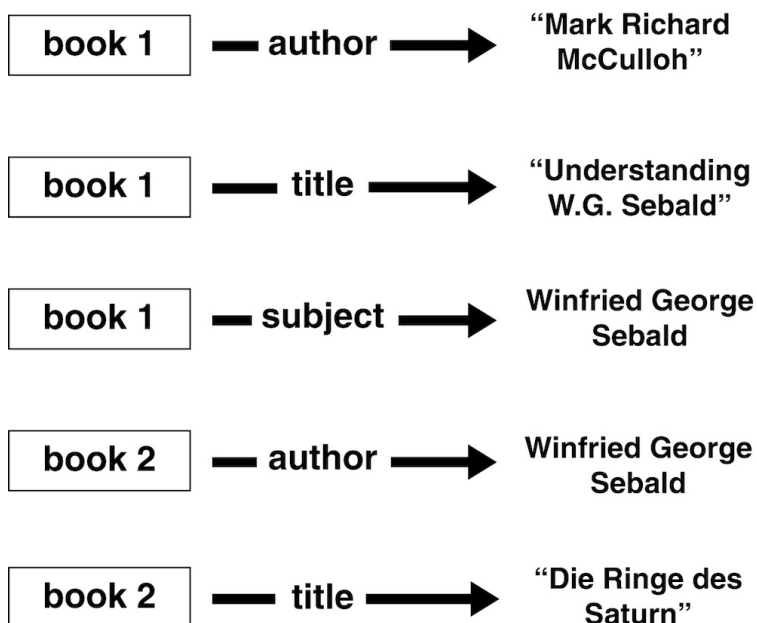 book 1 author “Mark Richard
McCulloh”
book 1 title “Understanding
W.G. Sebald”
book 1 subject Winfried George
Sebald
book 2 author Winfried George
Sebald
book 2 title “Die Ringe des
Saturn”